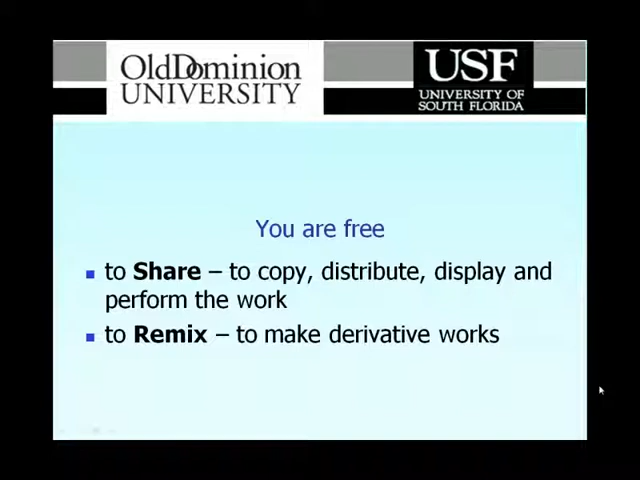 OldDominion
UNIVERSITY
USF
UNIVERSITY OF
SOUTH FLORIDA
You are free
to Share – to copy, distribute, display and
perform the work
to Remix – to make derivative works